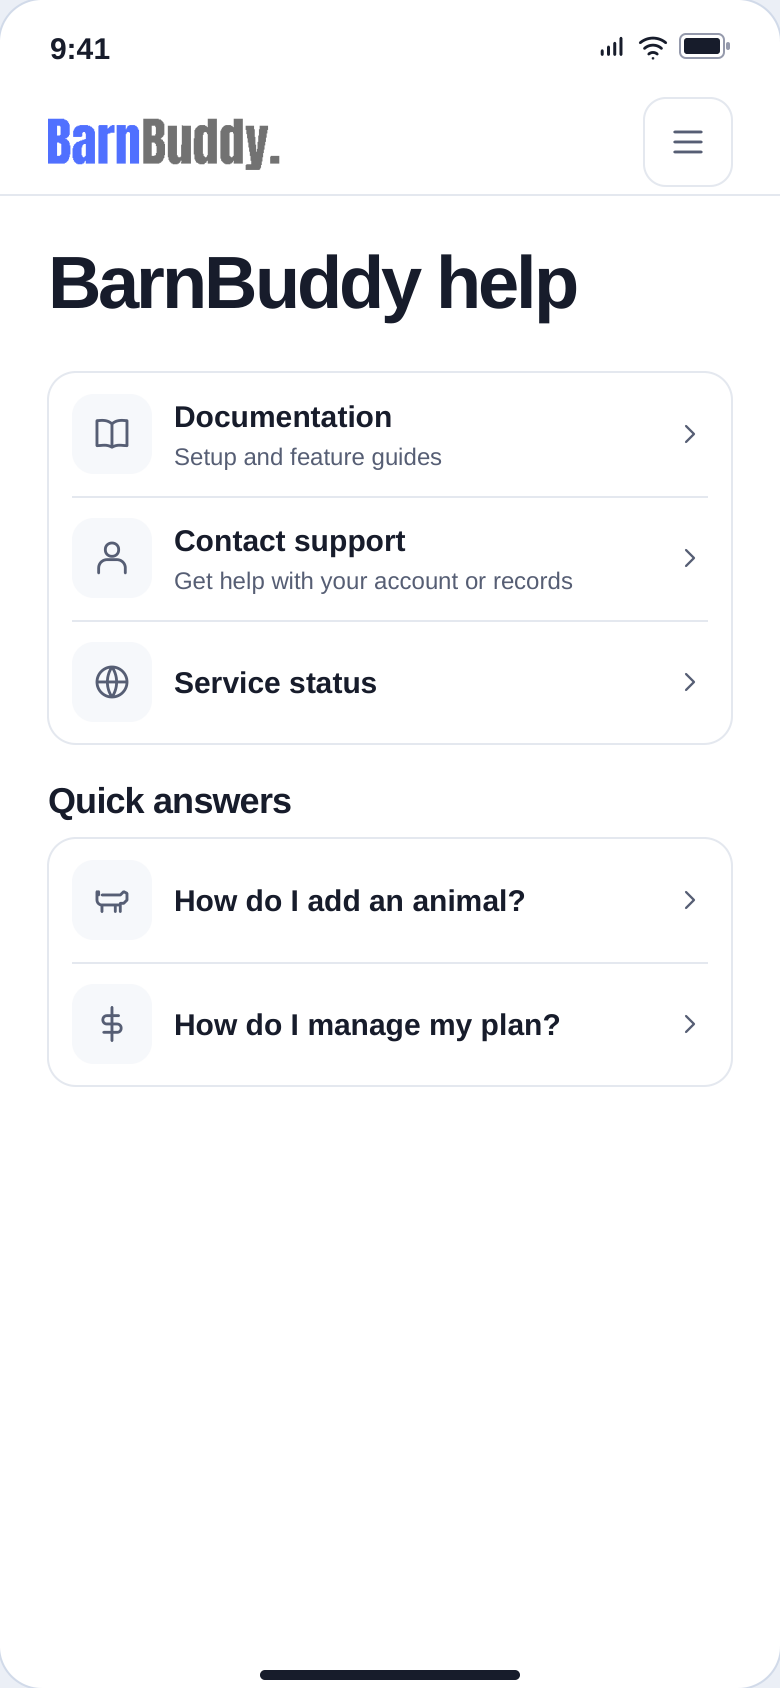 9:41
BarnBuddy.
BarnBuddy help
Documentation
Setup and feature guides
Contact support
Get help with your account or records
Service status
Quick answers
How do I add an animal?
How do I manage my plan?